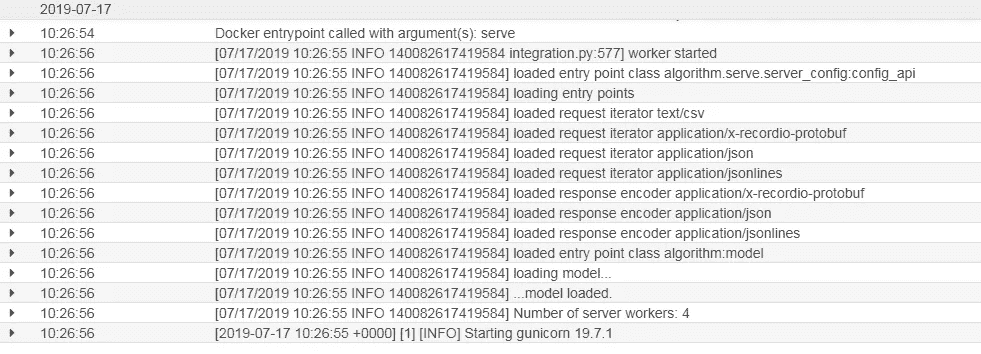 2019-07-17
10:26:54 Docker entrypoint called with argument(s): serve
10:26:56 [07/17/2019 10:26:55 INFO 140082617419584 integration.py:577] worker started
10:26:56 [07/17/2019 10:26:55 INFO 140082617419584] loaded entry point class algorithm.serve.server_config:config_api
10:26:56 [07/17/2019 10:26:55 INFO 140082617419584] loading entry points
10:26:56 [07/17/2019 10:26:55 INFO 140082617419584] loaded request iterator text/csv
10:26:56 [07/17/2019 10:26:55 INFO 140082617419584] loaded request iterator application/x-recordio-protobuf
10:26:56 [07/17/2019 10:26:55 INFO 140082617419584] loaded request iterator application/json
10:26:56 [07/17/2019 10:26:55 INFO 140082617419584] loaded request iterator application/jsonlines
10:26:56 [07/17/2019 10:26:55 INFO 140082617419584] loaded response encoder application/x-recordio-protobuf
10:26:56 [07/17/2019 10:26:55 INFO 140082617419584] loaded response encoder application/json
10:26:56 [07/17/2019 10:26:55 INFO 140082617419584] loaded response encoder application/jsonlines
10:26:56 [07/17/2019 10:26:55 INFO 140082617419584] loaded entry point class algorithm:model
10:26:56 [07/17/2019 10:26:55 INFO 140082617419584] loading model...
10:26:56 [07/17/2019 10:26:55 INFO 140082617419584] ...model loaded.
10:26:56 [07/17/2019 10:26:55 INFO 140082617419584] Number of server workers: 4
10:26:56 [2019-07-17 10:26:55 +0000] [1] [INFO] Starting gunicorn 19.7.1